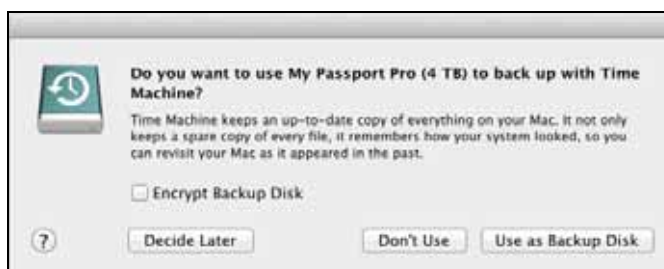 Do you want to use My Passport Pro (4 TB) to back up with Time
Machine?
Time Machine keeps an up-to-date copy of everything on your Mac. It not only
keeps a spare copy of every file, it remembers how your system looked, so you
can revisit your Mac as it appeared in the past.
Encrypt Backup Disk
? Decide Later Don't Use Use as Backup Disk